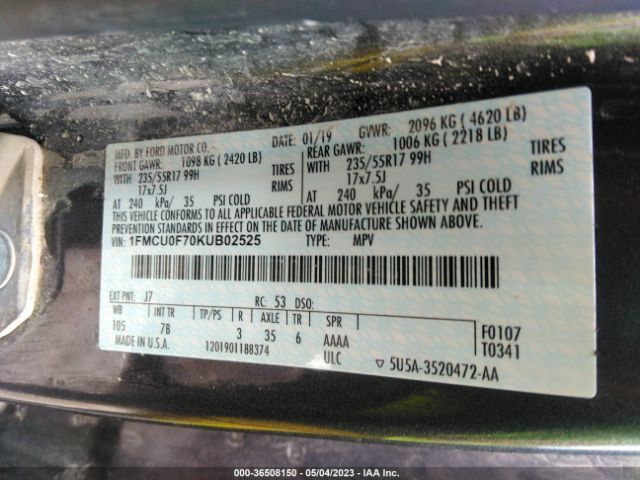 MFD. BY FORD MOTOR CO.
DATE: 01/19 GVWR: 2096 KG ( 4620 LB)
FRONT GAWR: 1098 KG ( 2420 LB)
REAR GAWR: 1006 KG ( 2218 LB)
WITH 235/55R17 99H TIRES
WITH 235/55R17 99H TIRES
17x7.5J RIMS
17x7.5J RIMS
AT 240 kPa/ 35 PSI COLD
AT 240 kPa/ 35 PSI COLD
THIS VEHICLE CONFORMS TO ALL APPLICABLE FEDERAL MOTOR VEHICLE SAFETY AND THEFT
PREVENTION STANDARDS IN EFFECT ON THE DATE OF MANUFACTURE SHOWN ABOVE.
VIN: 1FMCU0F70KUB02525 TYPE: MPV
EXT PNT: J7 RC: 53 DSO:
WB INT TR TP/PS R AXLE TR SPR
105 7B 3 35 6 AAAA
F0107
MADE IN U.S.A. 1201901188374 ULC
T0341
▽ 5U5A-3520472-AA
000-36508150 - 05/04/2023 - IAA Inc.